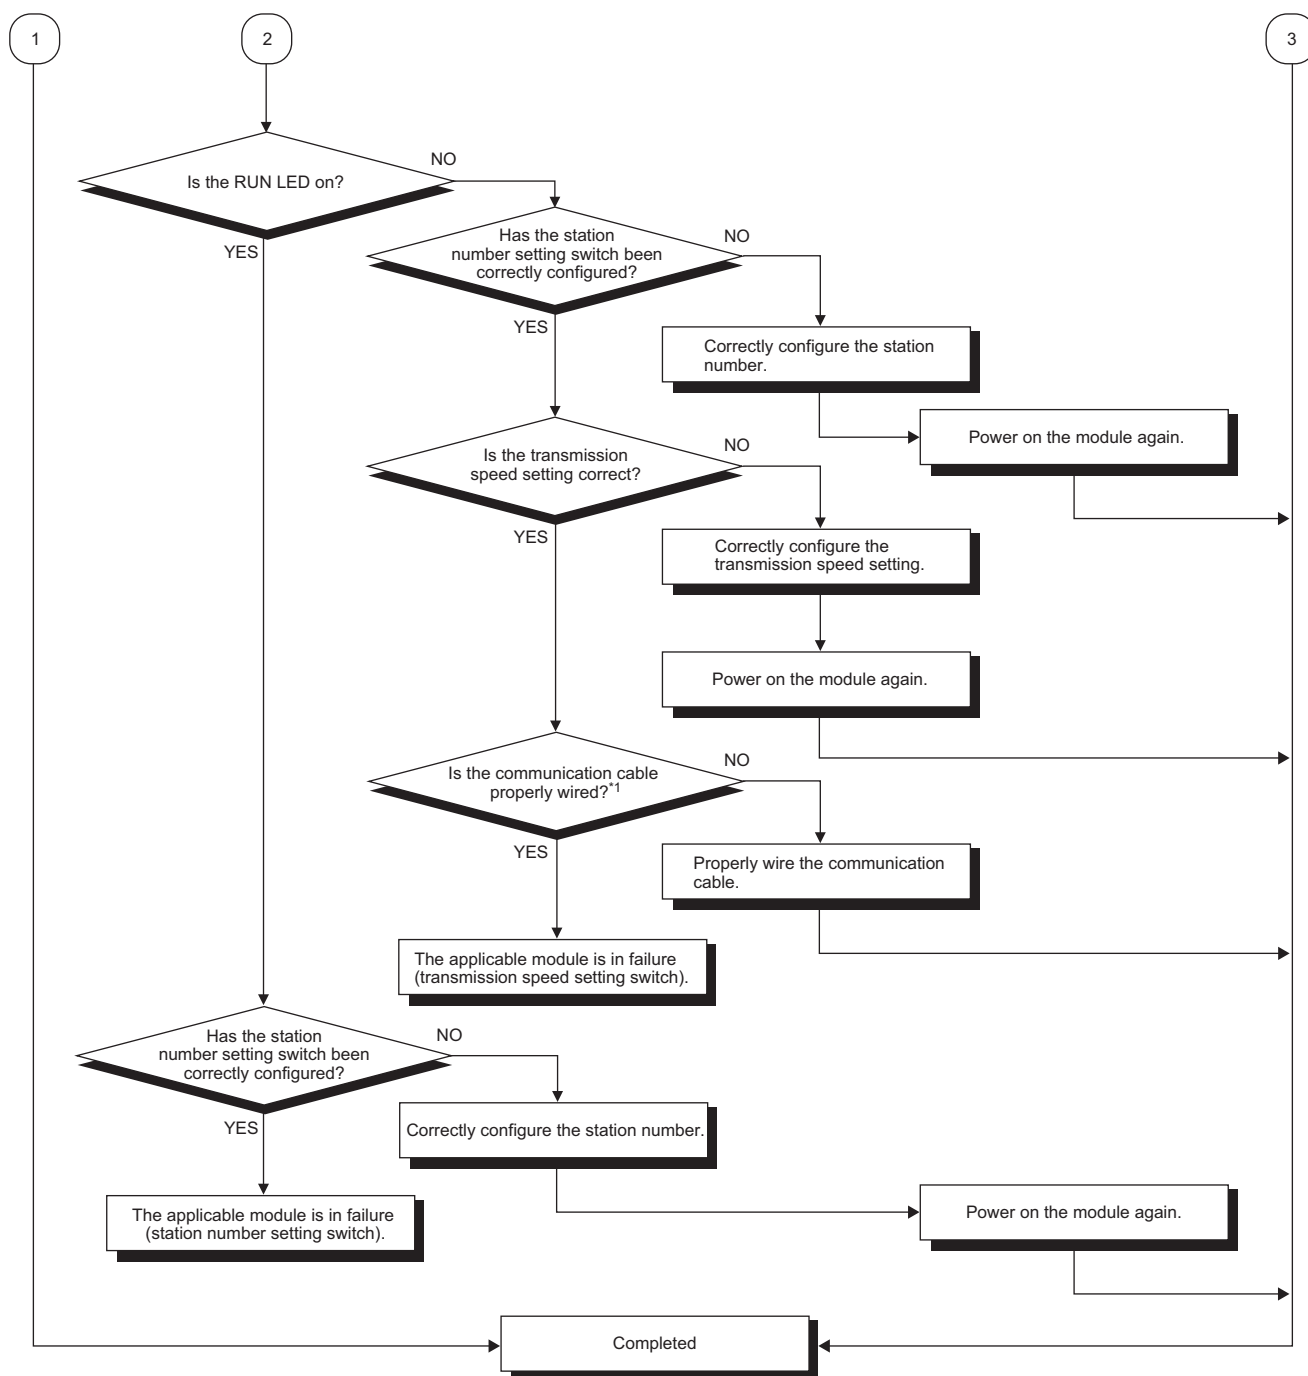 1
2
3
Is the RUN LED on?
NO
YES
Has the station
number setting switch been
correctly configured?
NO
YES
Correctly configure the station
number.
Power on the module again.
Is the transmission
speed setting correct?
NO
YES
Correctly configure the
transmission speed setting.
Power on the module again.
Is the communication cable
properly wired?*1
NO
YES
Properly wire the communication
cable.
The applicable module is in failure
(transmission speed setting switch).
Has the station
number setting switch been
correctly configured?
NO
YES
Correctly configure the station number.
The applicable module is in failure
(station number setting switch).
Power on the module again.
Completed